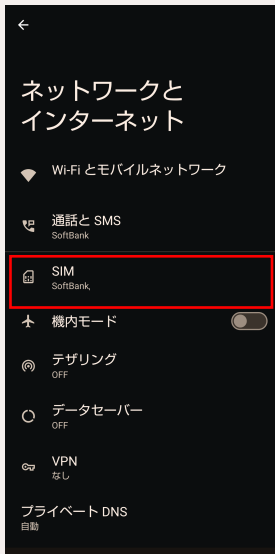 ネットワークと
インターネット
Wi-Fi とモバイルネットワーク
通話と SMS
SoftBank
SIM
SoftBank,
機内モード
テザリング
OFF
データセーバー
OFF
VPN
なし
プライベート DNS
自動